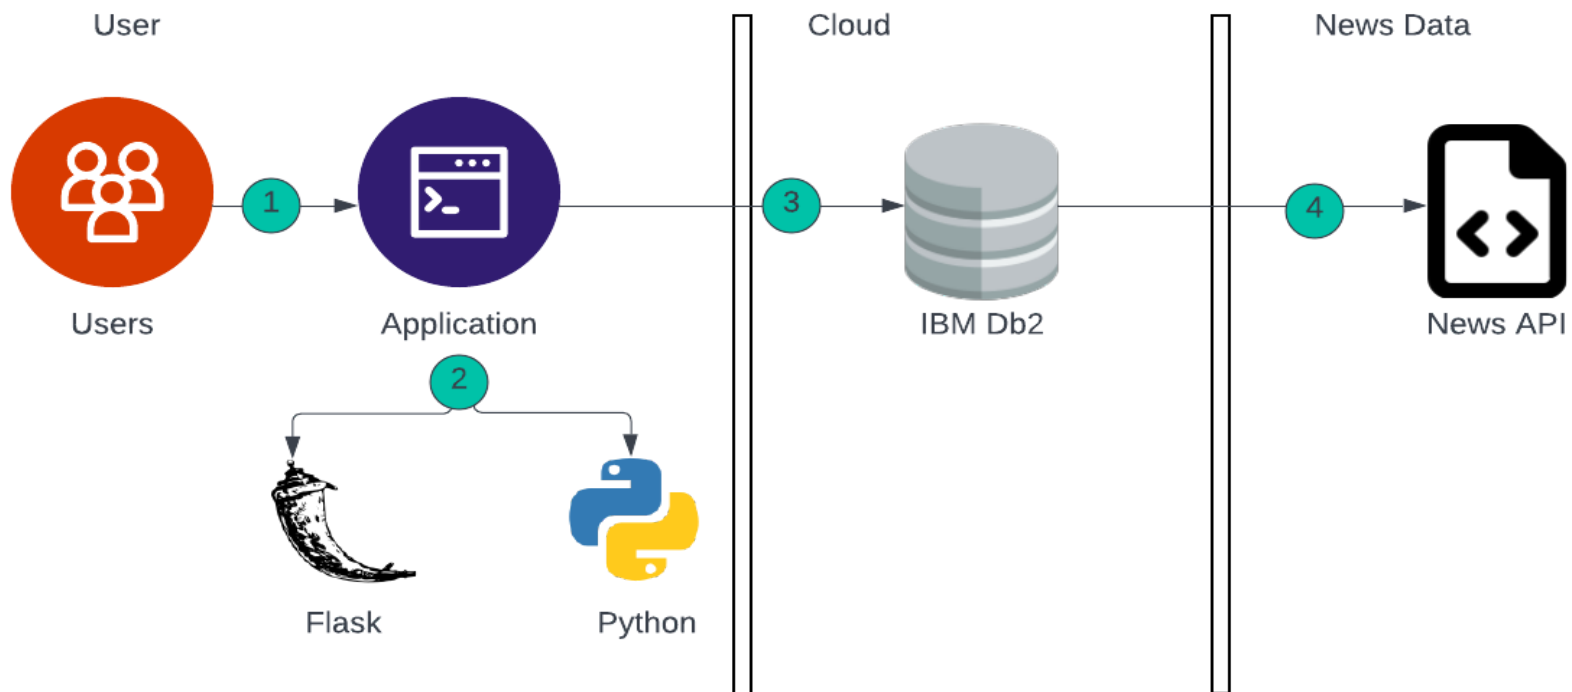 User
Cloud
News Data
1
3
4
Users
Application
IBM Db2
News API
2
Flask
Python